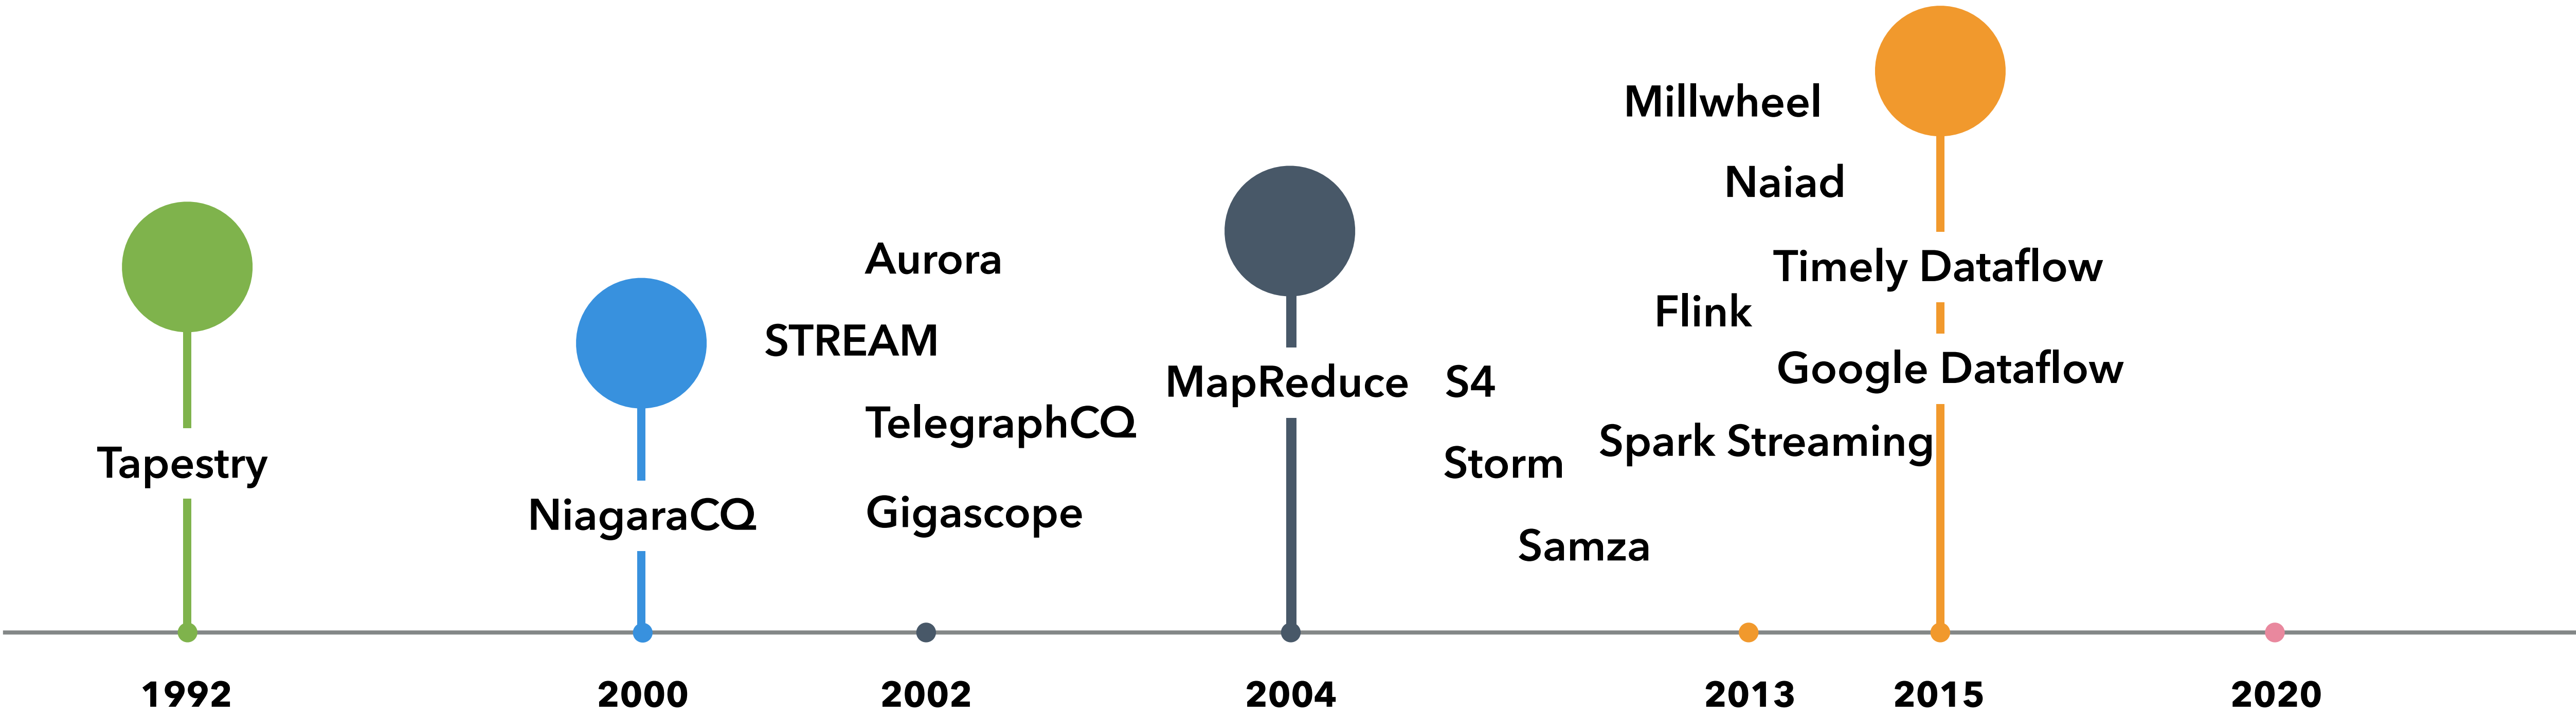 Millwheel
Naiad
Aurora
Timely Dataflow
Flink
STREAM
Google Dataflow
MapReduce
S4
TelegraphCQ
Spark Streaming
Tapestry
Storm
NiagaraCQ
Gigascope
Samza
1992
2000
2002
2004
2013
2015
2020